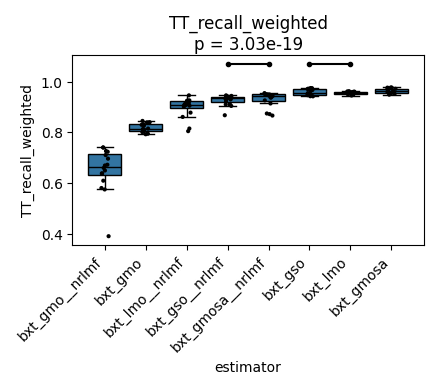 TT_recall_weighted
p = 3.03e-19
TT_recall_weighted
1.0
0.8
0.6
0.4
bxt_gmo__nrlmf
bxt_gmo
bxt_lmo__nrlmf
bxt_gso__nrlmf
bxt_gmosa__nrlmf
bxt_gso
bxt_lmo
bxt_gmosa
estimator